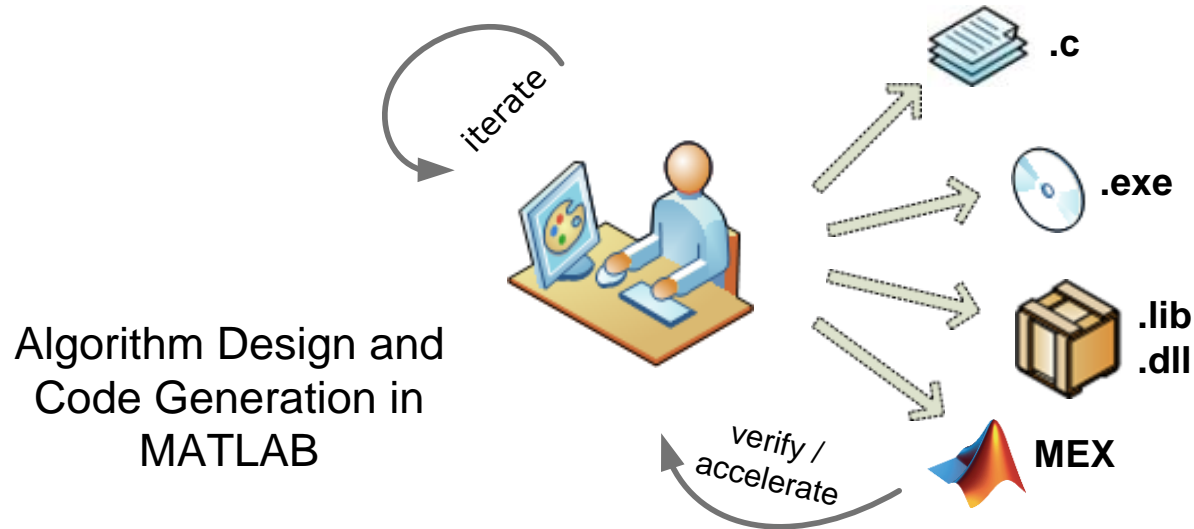 .c
iterate
.exe
.lib
.dll
Algorithm Design and
Code Generation in
MATLAB
verify /
accelerate
MEX